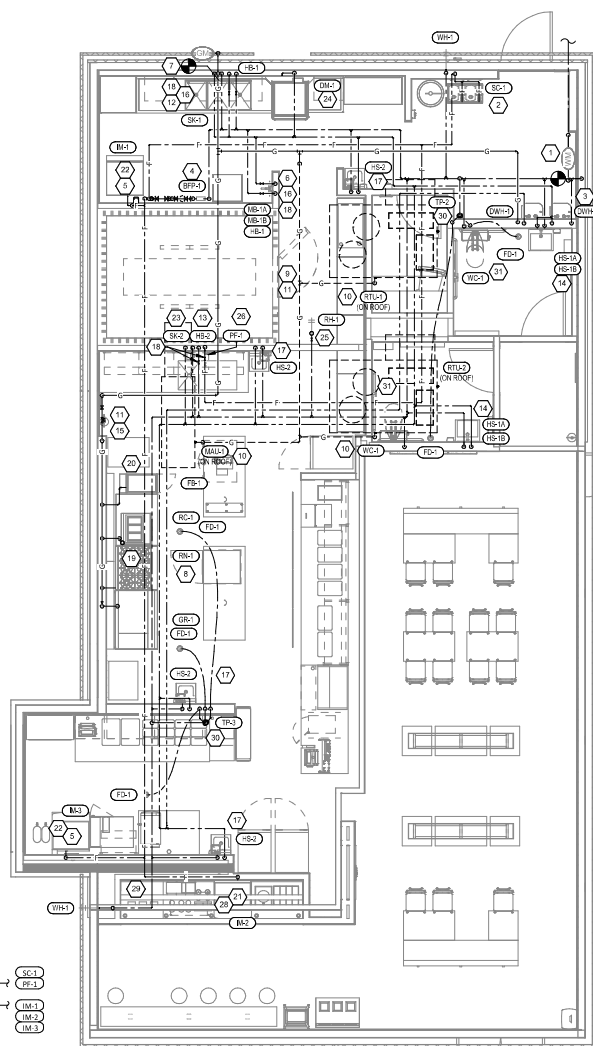 WH-1
GM
7
HB-1
18
16
12
DM-1
24
SC-1
2
SK-1
IM-1
22
5
4
BFP-1
6
16
18
HS-2
17
1
WM
3
MB-1A
MB-1B
HB-1
TP-2
30
DWH-1
DWH-
FD-1
WC-1
31
HS-1A
HS-1B
14
9
11
10
RTU-1
(ON ROOF)
23
13
26
SK-2
HB-2
PF-1
RH-1
25
18
17
HS-2
RTU-2
(ON ROOF)
31
14
HS-1A
HS-1B
11
15
20
MAU-1
(ON ROOF)
10
10
WC-1
FD-1
FB-1
RC-1
FD-1
19
RN-1
8
GR-1
FD-1
HS-2
17
TP-3
30
FD-1
IM-3
22
5
17
HS-2
29
21
28
WH-1
IM-2
SC-1
PF-1
IM-1
IM-2
IM-3
F
F
F
F
G
G
G
G
G
G
G